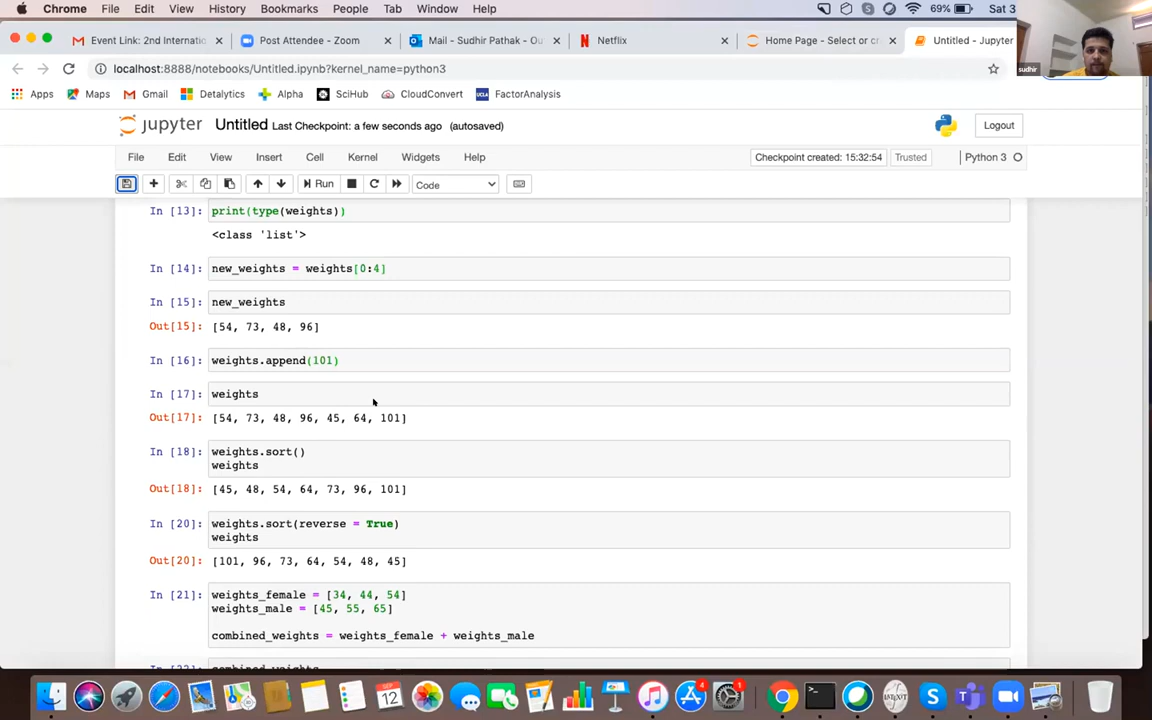 Chrome File Edit View History Bookmarks People Tab Window Help 69% Sat 3
Event Link: 2nd Internatio Post Attendee - Zoom Mail - Sudhir Pathak - Ou Netflix Home Page - Select or cr Untitled - Jupyter
sudhir
localhost:8888/notebooks/Untitled.ipynb?kernel_name=python3
Apps Maps Gmail Detalytics Alpha SciHub CloudConvert UCLA FactorAnalysis
jupyter Untitled Last Checkpoint: a few seconds ago (autosaved) Logout
File Edit View Insert Cell Kernel Widgets Help Checkpoint created: 15:32:54 Trusted Python 3
Run Code
In [13]: print(type(weights))
<class 'list'>
In [14]: new_weights = weights[0:4]
In [15]: new_weights
Out[15]: [54, 73, 48, 96]
In [16]: weights.append(101)
In [17]: weights
Out[17]: [54, 73, 48, 96, 45, 64, 101]
In [18]: weights.sort()
weights
Out[18]: [45, 48, 54, 64, 73, 96, 101]
In [20]: weights.sort(reverse = True)
weights
Out[20]: [101, 96, 73, 64, 54, 48, 45]
In [21]: weights_female = [34, 44, 54]
weights_male = [45, 55, 65]
combined_weights = weights_female + weights_male
SEP
12
4
1